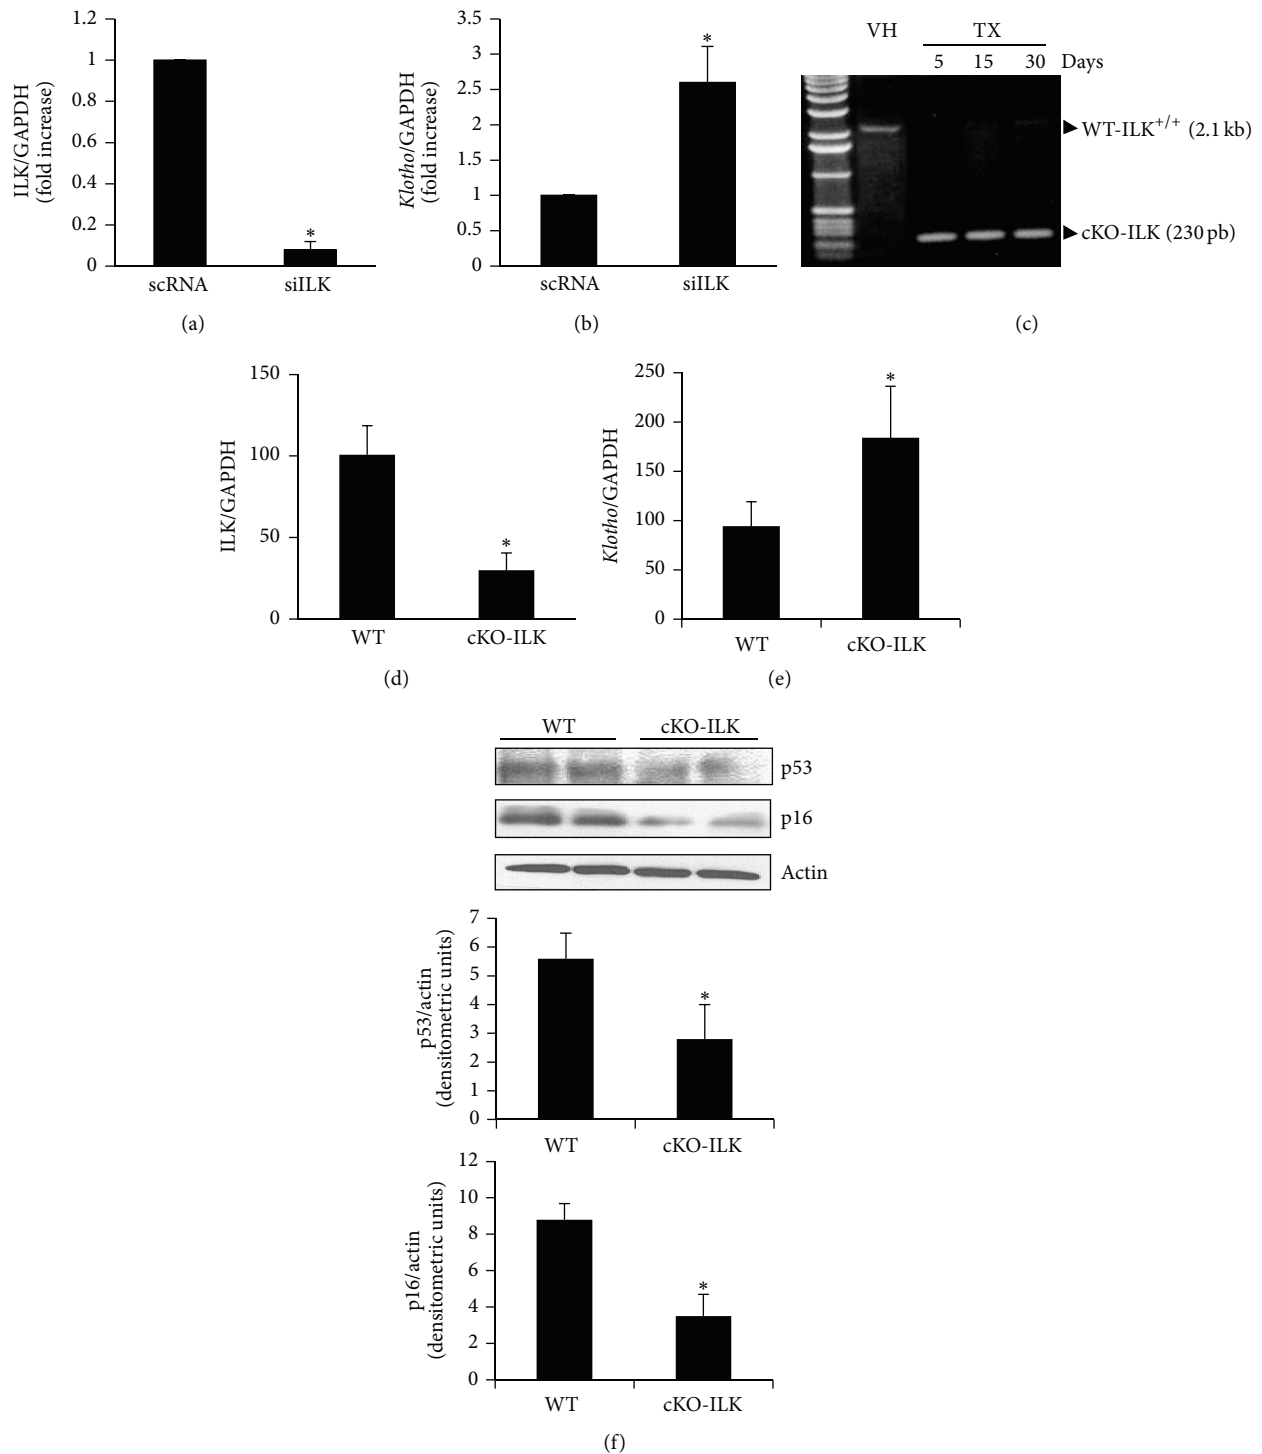 1.2
1
0.8
0.6
0.4
0.2
0
ILK/GAPDH
(fold increase)
*
scRNA
siILK
(a)
3.5
3
2.5
2
1.5
1
0.5
0
Klotho/GAPDH
(fold increase)
*
scRNA
siILK
(b)
VH
TX
5 15 30 Days
WT-ILK+/+ (2.1 kb)
cKO-ILK (230 pb)
(c)
150
100
50
0
ILK/GAPDH
*
WT
cKO-ILK
(d)
250
200
150
100
50
0
Klotho/GAPDH
*
WT
cKO-ILK
(e)
WT
cKO-ILK
p53
p16
Actin
7
6
5
4
3
2
1
0
p53/actin
(densitometric units)
*
WT
cKO-ILK
12
10
8
6
4
2
0
p16/actin
(densitometric units)
*
WT
cKO-ILK
(f)